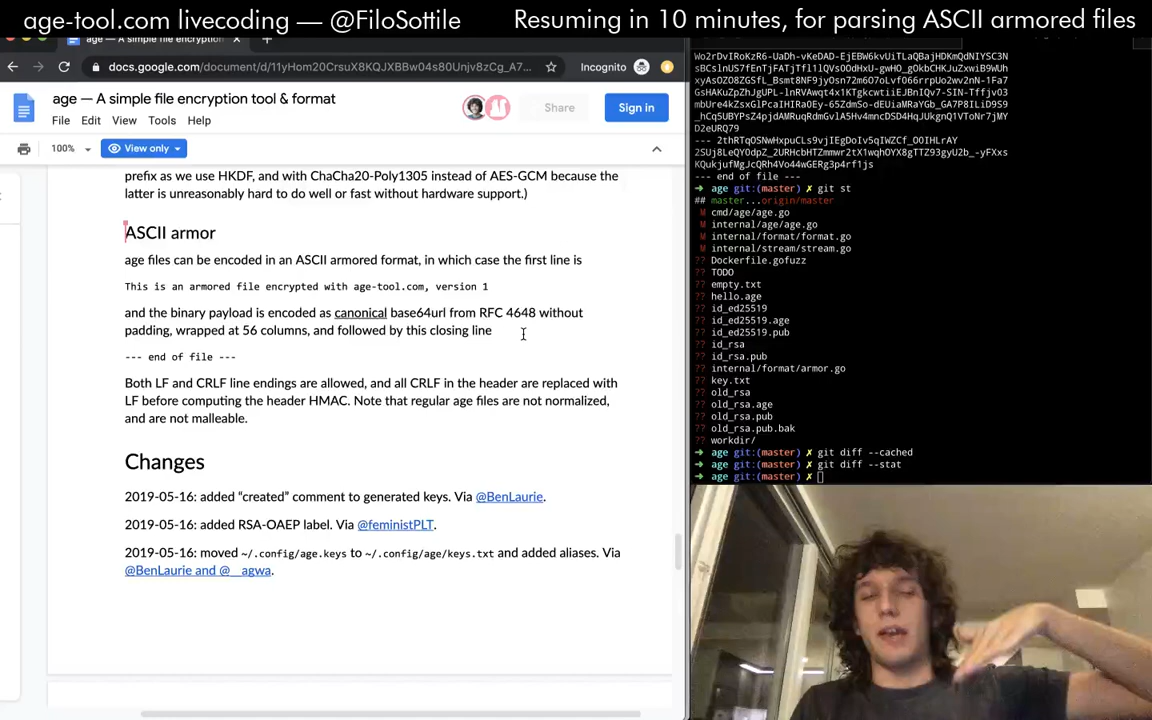 age-tool.com livecoding — @FiloSottile
Resuming in 10 minutes, for parsing ASCII armored files
age — A simple file encryption
docs.google.com/document/d/11yHom20CrsuX8KQJXBBw04s80Unjv8zCg_A7...
Incognito
age — A simple file encryption tool & format
File Edit View Tools Help
Share
Sign in
100%
View only
prefix as we use HKDF, and with ChaCha20-Poly1305 instead of AES-GCM because the
latter is unreasonably hard to do well or fast without hardware support.)
ASCII armor
age files can be encoded in an ASCII armored format, in which case the first line is
This is an armored file encrypted with age-tool.com, version 1
and the binary payload is encoded as canonical base64url from RFC 4648 without
padding, wrapped at 56 columns, and followed by this closing line
--- end of file ---
Both LF and CRLF line endings are allowed, and all CRLF in the header are replaced with
LF before computing the header HMAC. Note that regular age files are not normalized,
and are not malleable.
Changes
2019-05-16: added “created” comment to generated keys. Via @BenLaurie.
2019-05-16: added RSA-OAEP label. Via @feministPLT.
2019-05-16: moved ~/.config/age.keys to ~/.config/age/keys.txt and added aliases. Via
@BenLaurie and @__agwa.
D2eURQ79
--- end of file ---
➜ age git:(master) ✗ git st
## master...origin/master
M cmd/age/age.go
M internal/age/age.go
M internal/format/format.go
M internal/stream/stream.go
?? Dockerfile.gofuzz
?? TODO
?? empty.txt
?? hello.age
?? id_ed25519
?? id_ed25519.age
?? id_ed25519.pub
?? id_rsa
?? id_rsa.pub
?? internal/format/armor.go
?? key.txt
?? old_rsa
?? old_rsa.age
?? old_rsa.pub
?? old_rsa.pub.bak
?? workdir/
➜ age git:(master) ✗ git diff --cached
➜ age git:(master) ✗ git diff --stat
➜ age git:(master) ✗